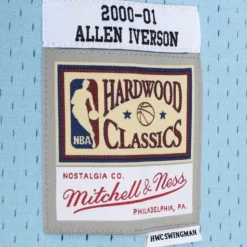 2000-01
ALLEN IVERSON
HARDWOOD
NBA
CLASSICS
NOSTALGIA CO.
Mitchell & Ness
PHILADELPHIA, PA.
HWC SWINGMAN